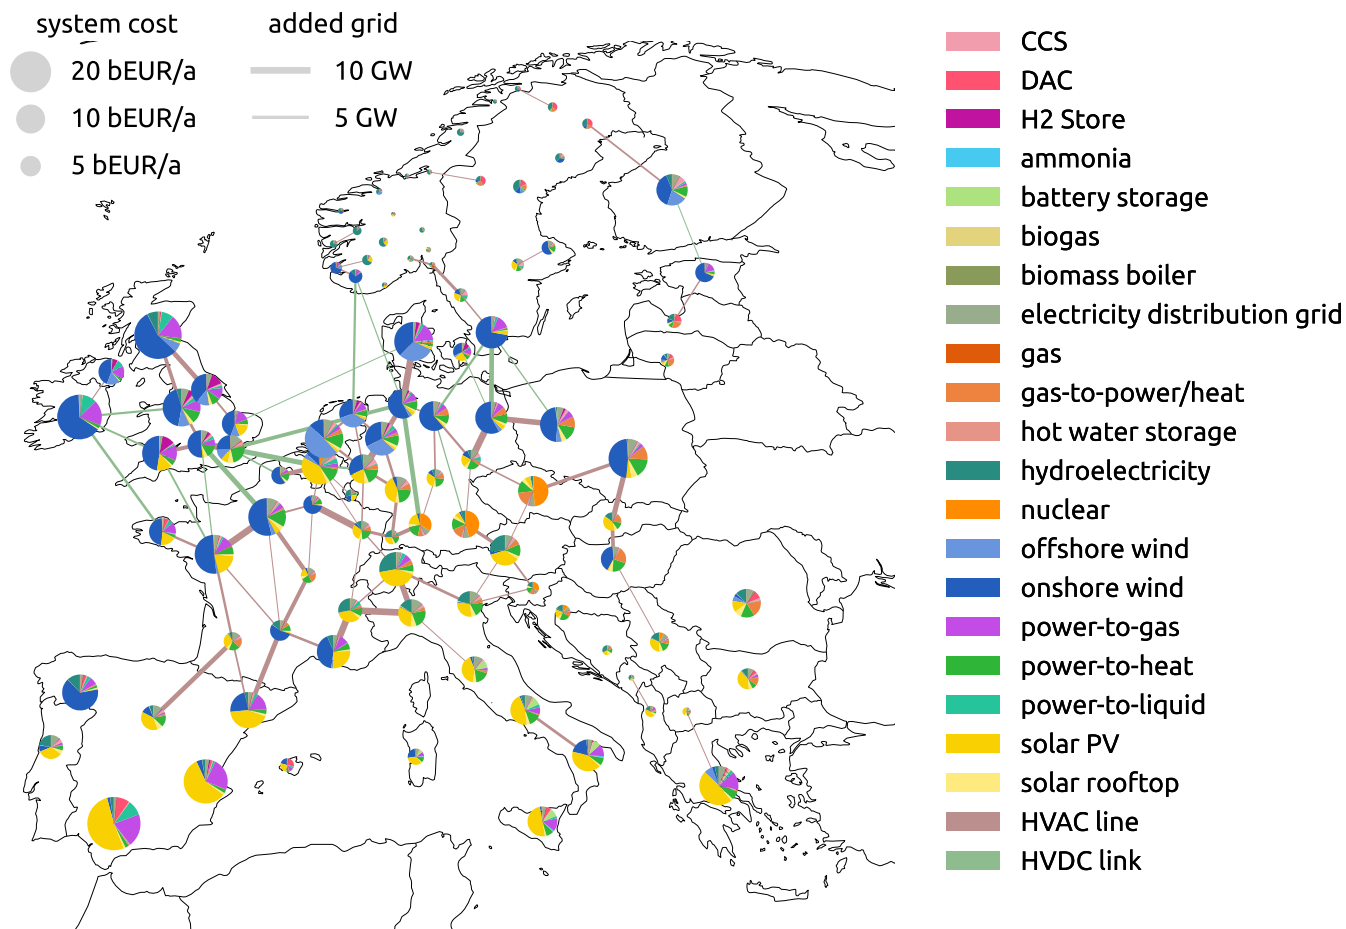 system cost
20 bEUR/a
10 bEUR/a
5 bEUR/a
added grid
10 GW
5 GW
CCS
DAC
H2 Store
ammonia
battery storage
biogas
biomass boiler
electricity distribution grid
gas
gas-to-power/heat
hot water storage
hydroelectricity
nuclear
offshore wind
onshore wind
power-to-gas
power-to-heat
power-to-liquid
solar PV
solar rooftop
HVAC line
HVDC link